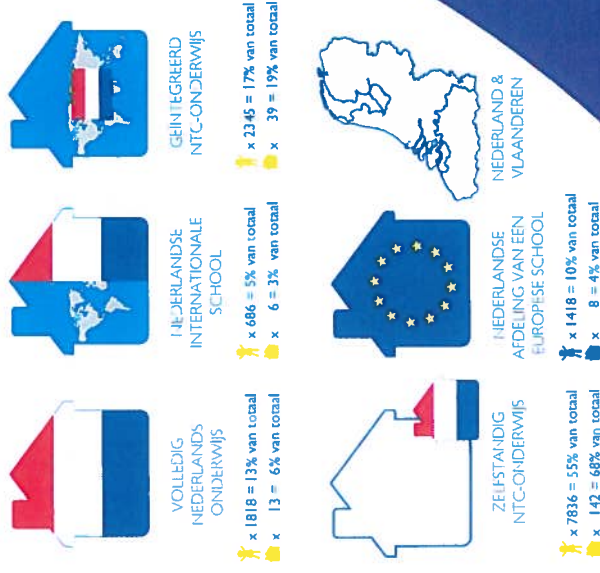 VOLLEDIG
NEDERLANDS
ONDERWIJS
x 1818 = 13% van totaal
x 13 = 6% van totaal
NEDERLANDSE
INTERNATIONALE
SCHOOL
x 686 = 5% van totaal
x 6 = 3% van totaal
GEINTEGREERD
NTC-ONDERWIJS
x 2345 = 17% van totaal
x 39 = 19% van totaal
ZELFSTANDIG
NTC-ONDERWIJS
x 7836 = 55% van totaal
x 142 = 68% van totaal
NEDERLANDSE
AFDELING VAN EEN
EUROPESE SCHOOL
x 1418 = 10% van totaal
x 8 = 4% van totaal
NEDERLAND &
VLAANDEREN